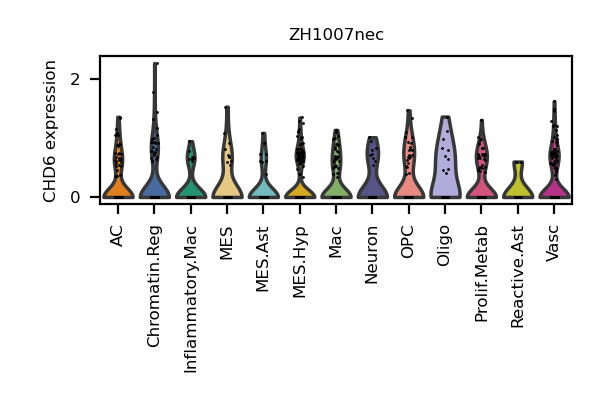 ZH1007nec
CHD6 expression
2
0
AC
Chromatin.Reg
Inflammatory.Mac
MES
MES.Ast
MES.Hyp
Mac
Neuron
OPC
Oligo
Prolif.Metab
Reactive.Ast
Vasc